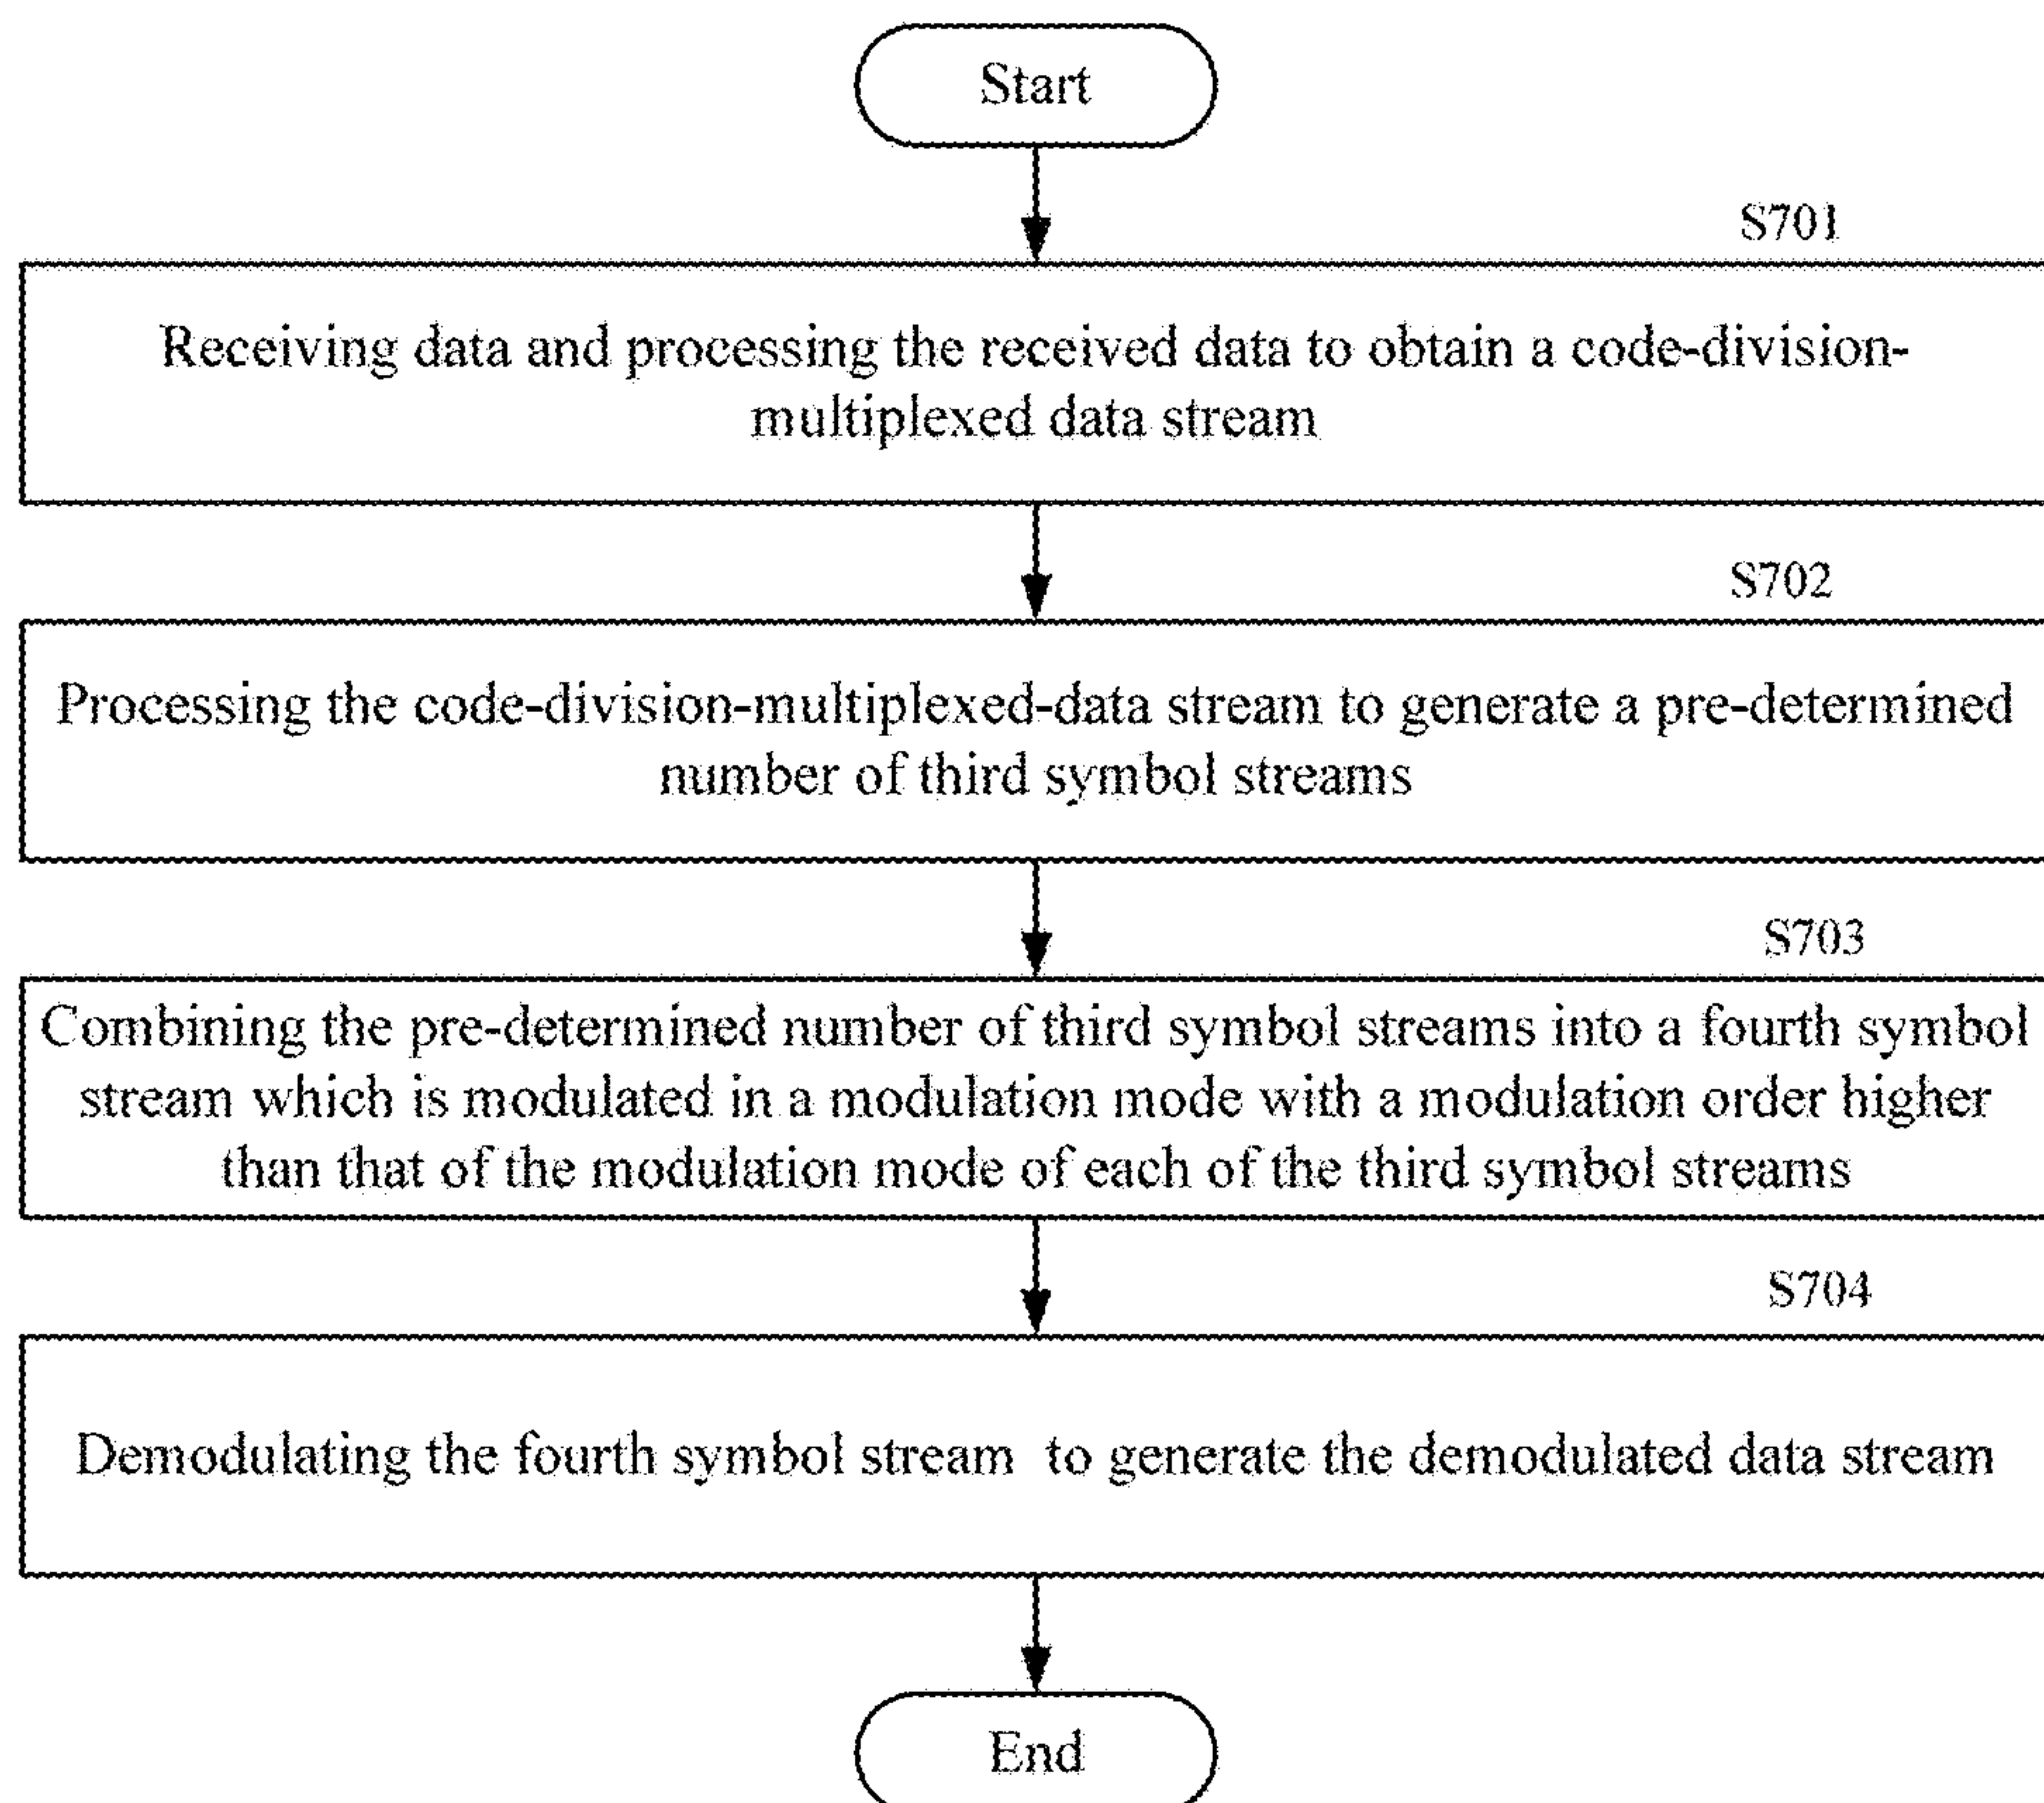 Start
S701
Receiving data and processing the received data to obtain a code-division-
multiplexed data stream
S702
Processing the code-division-multiplexed-data stream to generate a pre-determined
number of third symbol streams
S703
Combining the pre-determined number of third symbol streams into a fourth symbol
stream which is modulated in a modulation mode with a modulation order higher
than that of the modulation mode of each of the third symbol streams
S704
Demodulating the fourth symbol stream to generate the demodulated data stream
End